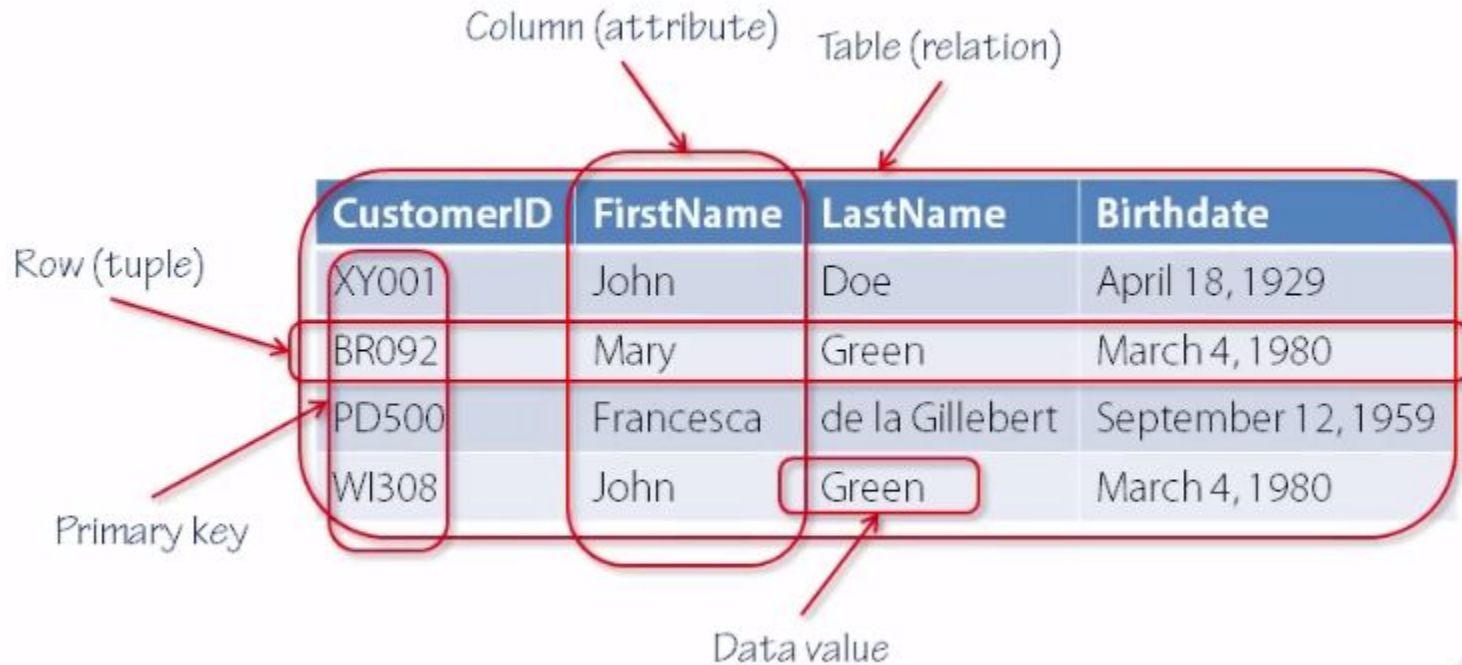 Column (attribute)
Table (relation)
CustomerID FirstName LastName Birthdate
Row (tuple)
XY001 John Doe April 18, 1929
BR092 Mary Green March 4, 1980
PD500 Francesca de la Gillebert September 12, 1959
WI308 John Green March 4, 1980
Primary key
Data value